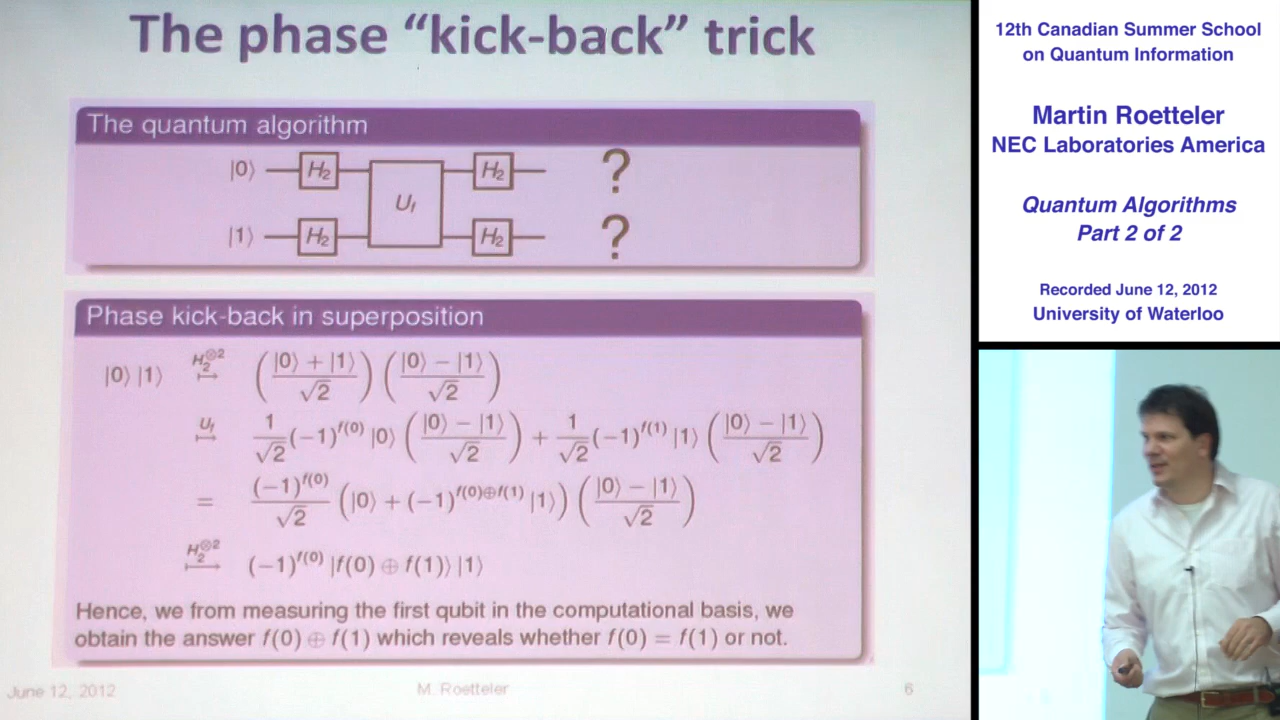 The phase “kick-back” trick
The quantum algorithm
|0⟩ H₂ H₂ ?
U_f
|1⟩ H₂ H₂ ?
Phase kick-back in superposition
|0⟩ |1⟩ H₂^⊗2 ↦ ( (|0⟩ + |1⟩)/√2 ) ( (|0⟩ − |1⟩)/√2 )
U_f ↦ 1/√2 (−1)^f(0) |0⟩ ( (|0⟩ − |1⟩)/√2 ) + 1/√2 (−1)^f(1) |1⟩ ( (|0⟩ − |1⟩)/√2 )
= (−1)^f(0)/√2 ( |0⟩ + (−1)^f(0)⊕f(1) |1⟩ ) ( (|0⟩ − |1⟩)/√2 )
H₂^⊗2 ↦ (−1)^f(0) |f(0) ⊕ f(1)⟩ |1⟩
Hence, we from measuring the first qubit in the computational basis, we
obtain the answer f(0) ⊕ f(1) which reveals whether f(0) = f(1) or not.
June 12, 2012 M. Roetteler 6
12th Canadian Summer School
on Quantum Information
Martin Roetteler
NEC Laboratories America
Quantum Algorithms
Part 2 of 2
Recorded June 12, 2012
University of Waterloo